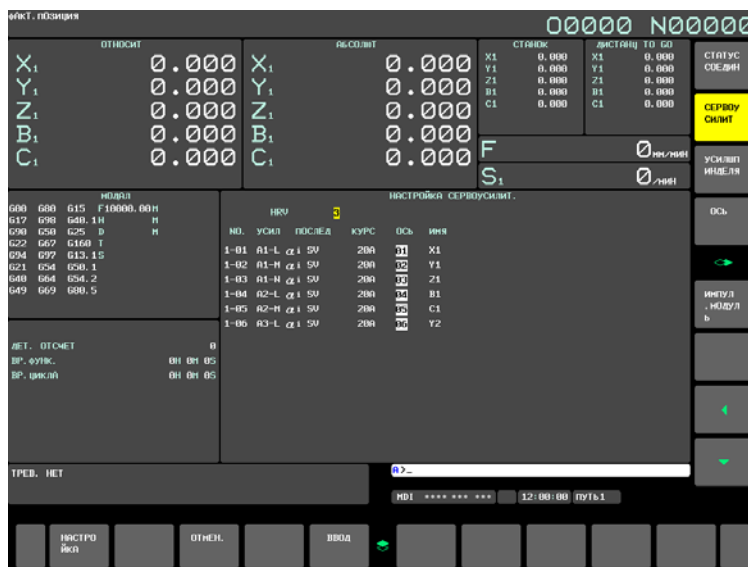 ФАКТ.ПОЗИЦИЯ
O0000 N00000
ОТНОСИТ
X1 0.000
Y1 0.000
Z1 0.000
B1 0.000
C1 0.000
АБСОЛЮТ
X1 0.000
Y1 0.000
Z1 0.000
B1 0.000
C1 0.000
СТАНОК
X1 0.000
Y1 0.000
Z1 0.000
B1 0.000
C1 0.000
ДИСТАНЦ TO GO
X1 0.000
Y1 0.000
Z1 0.000
B1 0.000
C1 0.000
F 0 ММ/МИН
S1 0 /МИН
МОДАЛ
G00 G80 G15 F10000.00M
G17 G98 G40.1H M
G90 G50 G25 D M
G22 G67 G160 T
G94 G97 G13.1S
G21 G54 G50.1
G40 G64 G54.2
G49 G69 G80.5
ДЕТ. ОТСЧЕТ 0
ВР.ФУНК. 0H 0M 0S
ВР.ЦИКЛА 0H 0M 0S
НАСТРОЙКА СЕРВОУСИЛИТ.
HRV 3
NO. УСИЛ ПОСЛЕД КУРС ОСЬ ИМЯ
1-01 A1-L αi SV 20A 01 X1
1-02 A1-M αi SV 20A 02 Y1
1-03 A1-N αi SV 20A 03 Z1
1-04 A2-L αi SV 20A 04 B1
1-05 A2-M αi SV 20A 05 C1
1-06 A3-L αi SV 20A 06 Y2
ТРЕВ. НЕТ
A>_
MDI **** *** *** 12:00:00 ПУТЬ1
НАСТРО
ЙКА
ОТМЕН.
ВВОД
СТАТУС
СОЕДИН
СЕРВОУ
СИЛИТ
УСИЛШП
ИНДЕЛЯ
ОСЬ
ИМПУЛ
.МОДУЛ
Ь